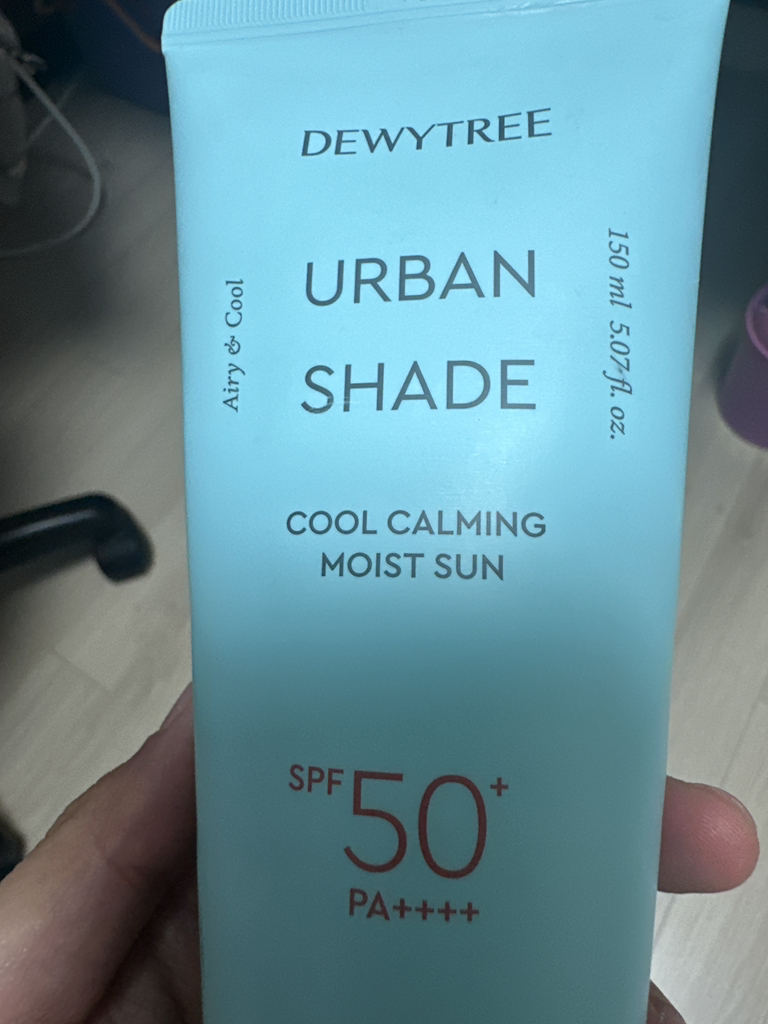 DEWYTREE
URBAN
SHADE
Airy & Cool
150 ml 5.07 fl. oz.
COOL CALMING
MOIST SUN
SPF 50+
PA++++